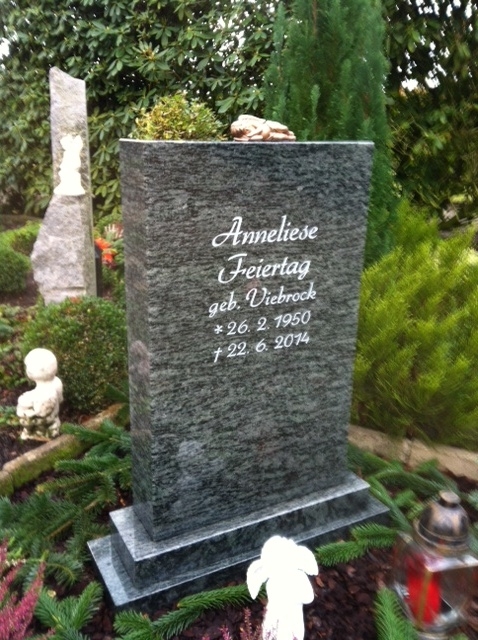 Anneliese
Feiertag
geb. Viebrock
* 26. 2. 1950
† 22. 6. 2014